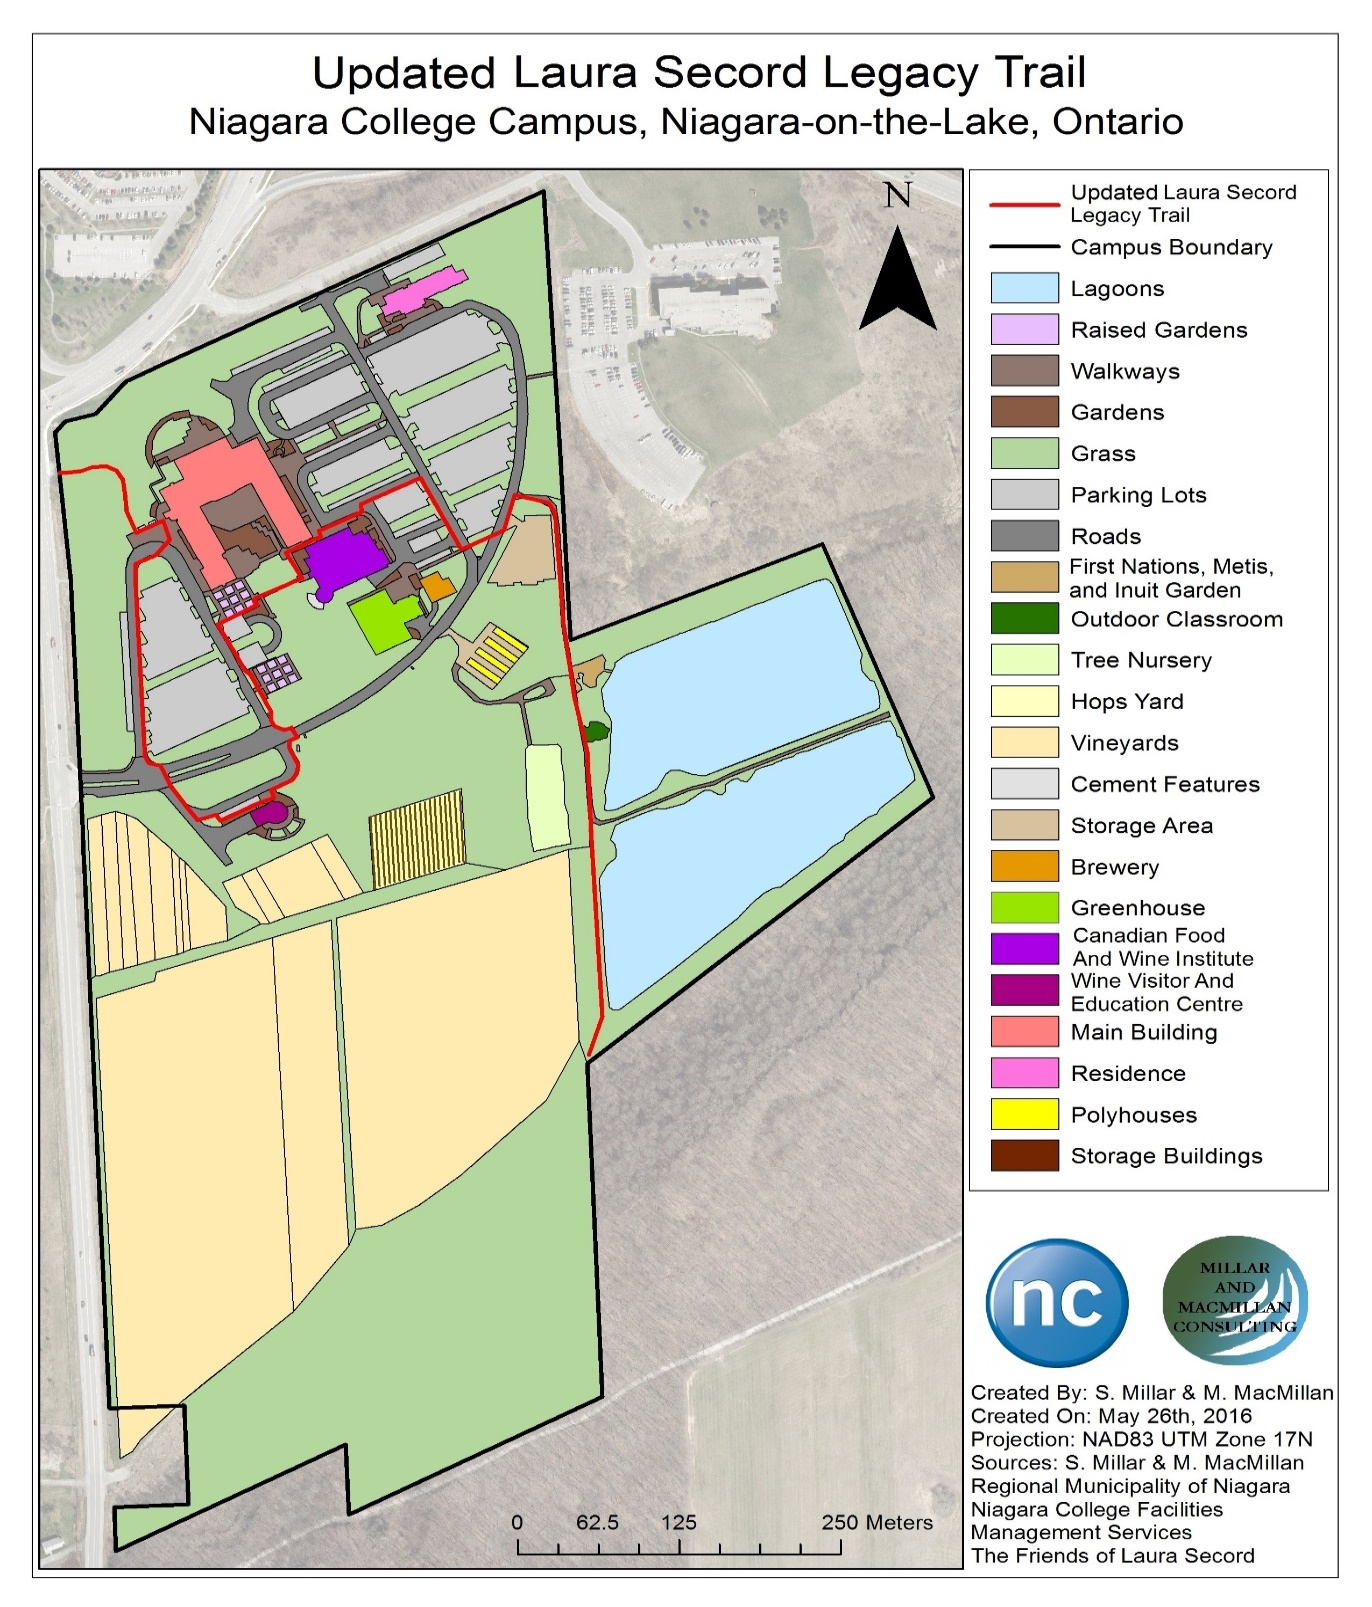 Updated Laura Secord Legacy Trail
Niagara College Campus, Niagara-on-the-Lake, Ontario
N
Updated Laura Secord
Legacy Trail
Campus Boundary
Lagoons
Raised Gardens
Walkways
Gardens
Grass
Parking Lots
Roads
First Nations, Metis,
and Inuit Garden
Outdoor Classroom
Tree Nursery
Hops Yard
Vineyards
Cement Features
Storage Area
Brewery
Greenhouse
Canadian Food
And Wine Institute
Wine Visitor And
Education Centre
Main Building
Residence
Polyhouses
Storage Buildings
nc
MILLAR
AND
MACMILLAN
CONSULTING
Created By: S. Millar & M. MacMillan
Created On: May 26th, 2016
Projection: NAD83 UTM Zone 17N
Sources: S. Millar & M. MacMillan
Regional Municipality of Niagara
Niagara College Facilities
Management Services
The Friends of Laura Secord
0 62.5 125 250 Meters